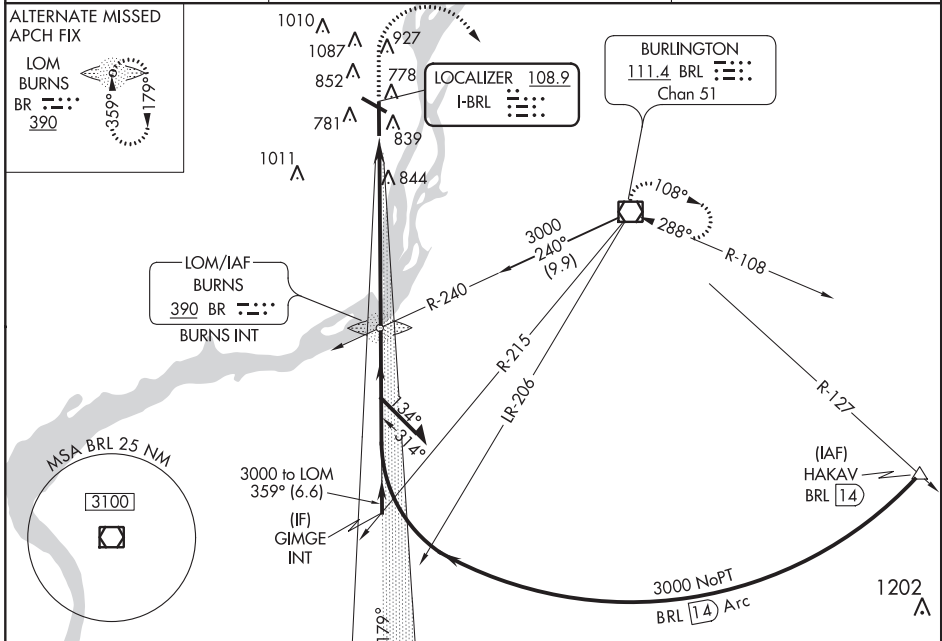 ALTERNATE MISSED
APCH FIX
LOM
BURNS
BR
390
359°
179°
1010
1087
927
852
778
781
839
1011
844
LOCALIZER 108.9
I-BRL
BURLINGTON
111.4 BRL
Chan 51
108°
288°
R-108
3000
240°
(9.9)
R-240
LOM/IAF
BURNS
390 BR
BURNS INT
R-215
LR-206
R-127
134°
314°
(IAF)
HAKAV
BRL 14
MSA BRL 25 NM
3100
3000 to LOM
359° (6.6)
(IF)
GIMGE
INT
3000 NoPT
BRL 14 Arc
1202
179°